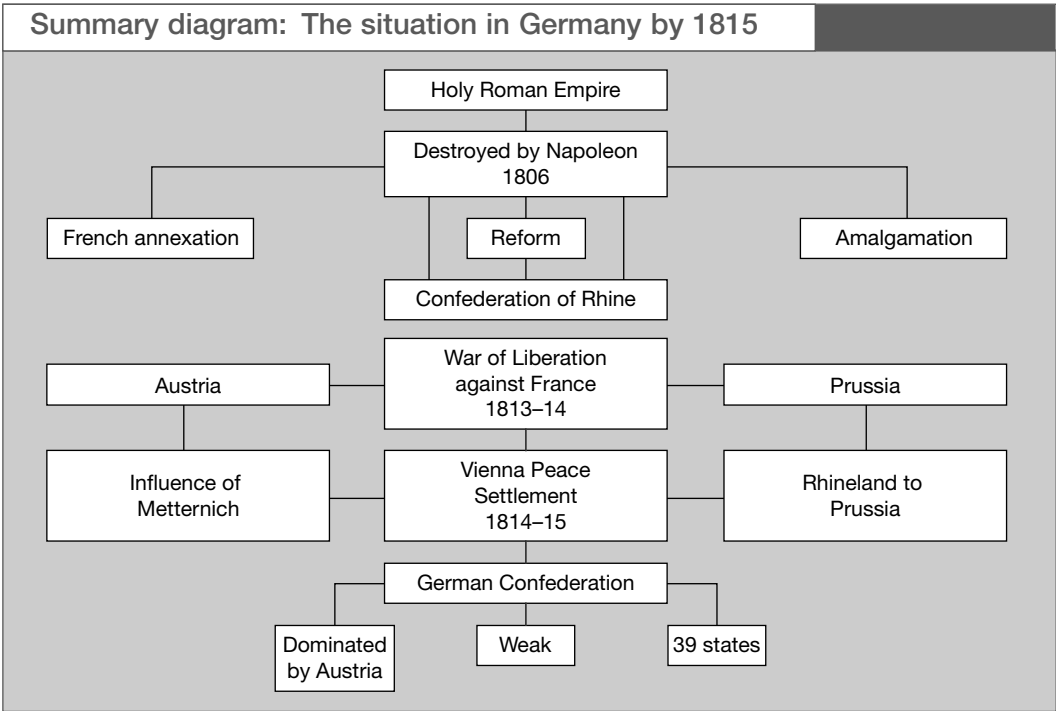 Summary diagram: The situation in Germany by 1815
Holy Roman Empire
Destroyed by Napoleon
1806
French annexation
Reform
Amalgamation
Confederation of Rhine
War of Liberation
against France
1813–14
Austria
Prussia
Influence of
Metternich
Vienna Peace
Settlement
1814–15
Rhineland to
Prussia
German Confederation
Dominated
by Austria
Weak
39 states